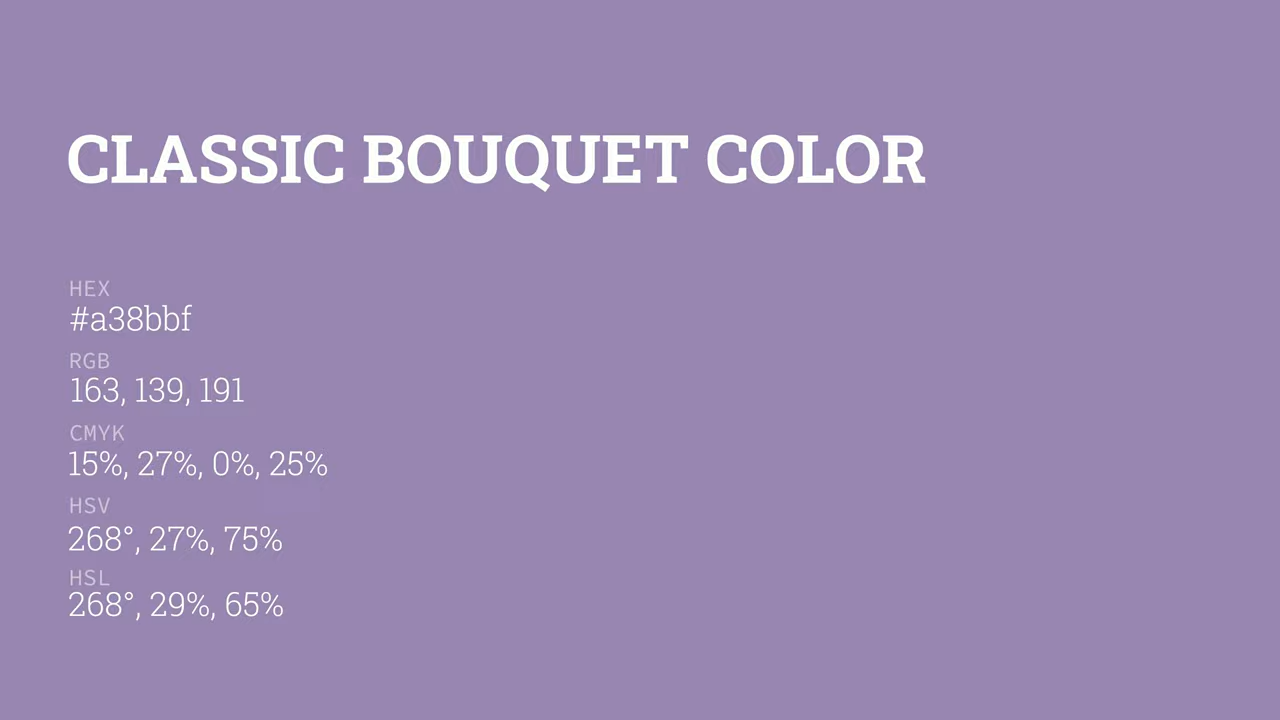 CLASSIC BOUQUET COLOR
HEX
#a38bbf
RGB
163, 139, 191
CMYK
15%, 27%, 0%, 25%
HSV
268°, 27%, 75%
HSL
268°, 29%, 65%